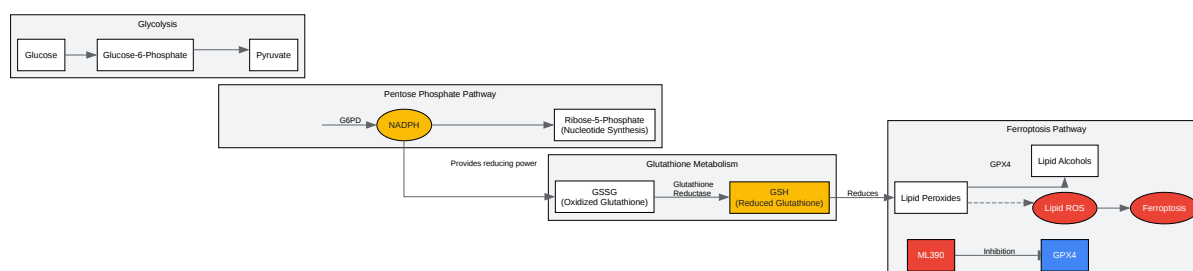 Glycolysis
Glucose
Glucose-6-Phosphate
Pyruvate
Pentose Phosphate Pathway
G6PD
NADPH
Ribose-5-Phosphate
(Nucleotide Synthesis)
Provides reducing power
Glutathione Metabolism
GSSG
(Oxidized Glutathione)
Glutathione
Reductase
GSH
(Reduced Glutathione)
Reduces
Ferroptosis Pathway
GPX4
Lipid Alcohols
Lipid Peroxides
Lipid ROS
Ferroptosis
ML390
Inhibition
GPX4